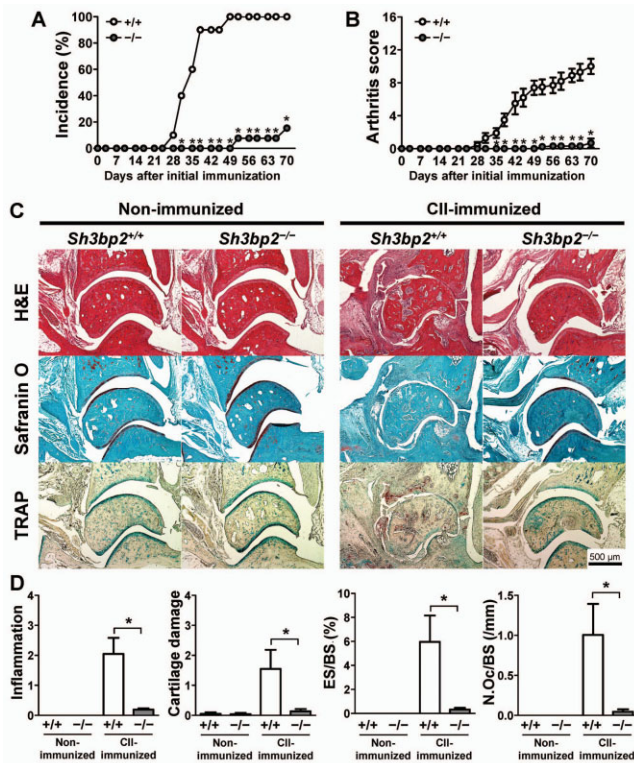 A
Incidence (%)
100
80
60
40
20
0
+/+
−/−
* ** ** ** * ** ** *
0 7 14 21 28 35 42 49 56 63 70
Days after initial immunization
B
Arthritis score
16
12
8
4
0
+/+
−/−
0 7 14 21 28 35 42 49 56 63 70
Days after initial immunization
C
Non-immunized
CII-immunized
Sh3bp2+/+ Sh3bp2−/− Sh3bp2+/+ Sh3bp2−/−
H&E
Safranin O
TRAP
500 μm
D
Inflammation
4
3
2
1
0
*
+/+ −/− +/+ −/−
Non-immunized
CII-immunized
Cartilage damage
4
3
2
1
0
*
+/+ −/− +/+ −/−
Non-immunized
CII-immunized
ES/BS (%)
10
8
6
4
2
0
*
+/+ −/− +/+ −/−
Non-immunized
CII-immunized
N.Oc/BS (/mm)
1.5
1.0
0.5
0.0
*
+/+ −/− +/+ −/−
Non-immunized
CII-immunized